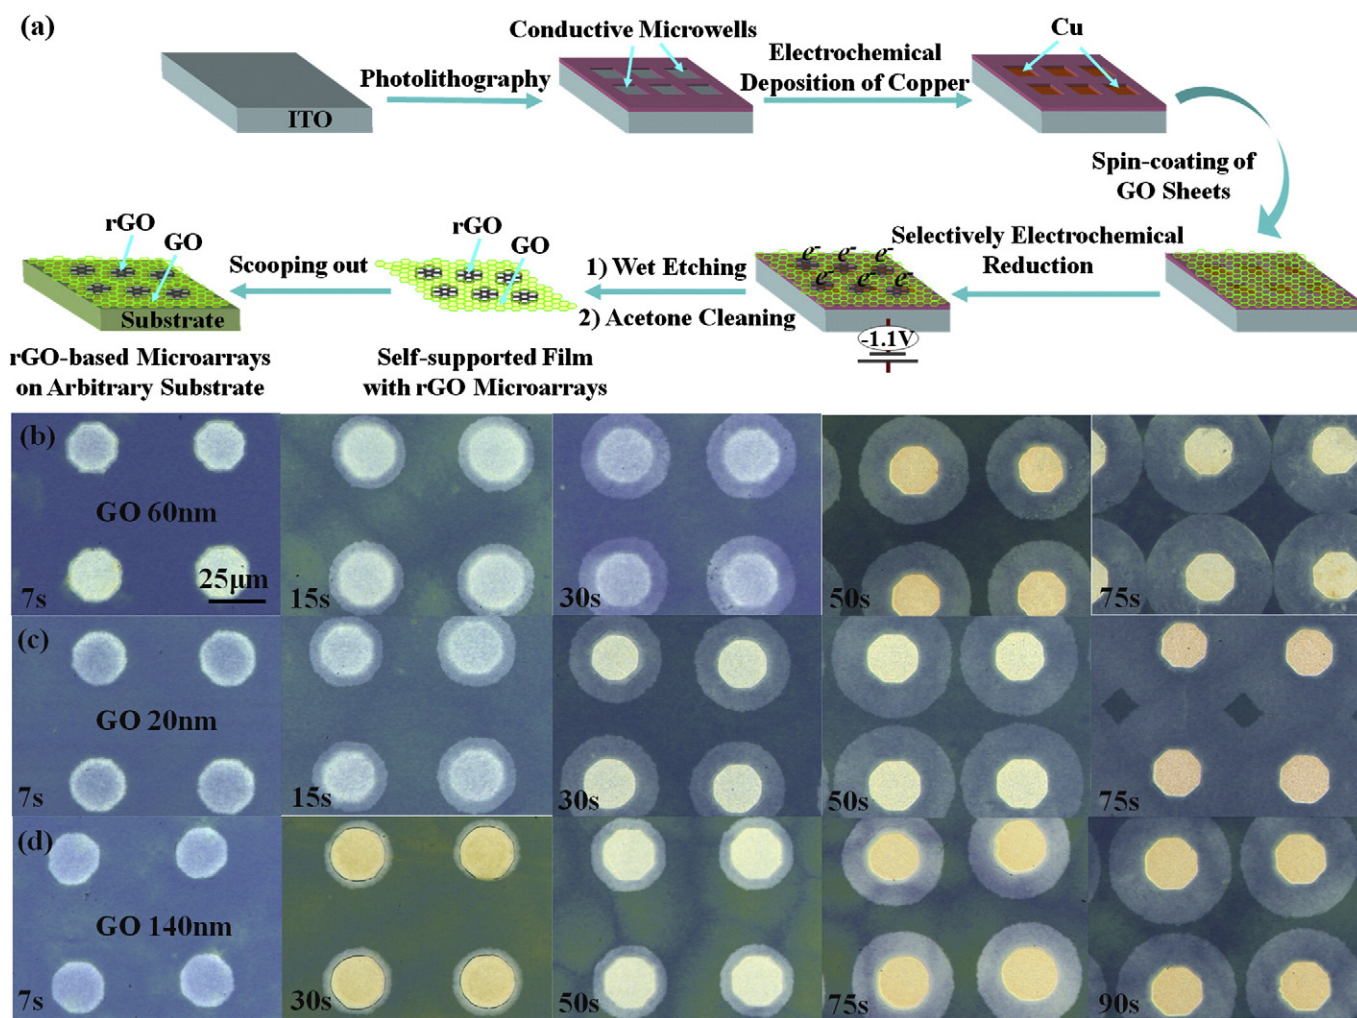 (a)
Conductive Microwells
Photolithography
ITO
Electrochemical
Deposition of Copper
Cu
Spin-coating of
GO Sheets
Selectively Electrochemical
Reduction
e- e- e-
e- e- e-
-1.1V
1) Wet Etching
2) Acetone Cleaning
rGO
GO
Self-supported Film
with rGO Microarrays
Scooping out
rGO
GO
Substrate
rGO-based Microarrays
on Arbitrary Substrate
(b)
GO 60nm
25μm
7s
15s
30s
50s
75s
(c)
GO 20nm
7s
15s
30s
50s
75s
(d)
GO 140nm
7s
30s
50s
75s
90s